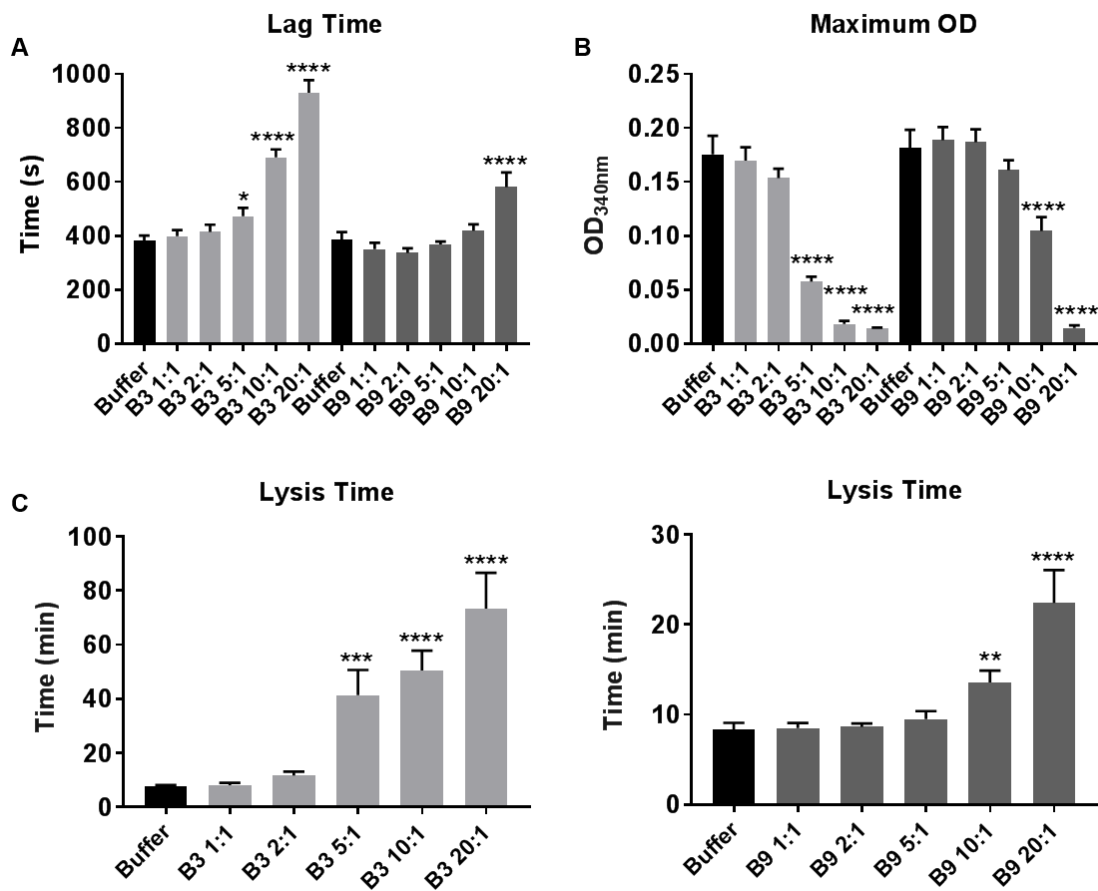 A
Lag Time
Time (s)
1000
800
600
400
200
0
*
****
****
****
Buffer
B3 1:1
B3 2:1
B3 5:1
B3 10:1
B3 20:1
Buffer
B9 1:1
B9 2:1
B9 5:1
B9 10:1
B9 20:1
B
Maximum OD
OD340nm
0.25
0.20
0.15
0.10
0.05
0.00
****
****
****
****
****
Buffer
B3 1:1
B3 2:1
B3 5:1
B3 10:1
B3 20:1
Buffer
B9 1:1
B9 2:1
B9 5:1
B9 10:1
B9 20:1
C
Lysis Time
Time (min)
100
80
60
40
20
0
***
****
****
Buffer
B3 1:1
B3 2:1
B3 5:1
B3 10:1
B3 20:1
Lysis Time
Time (min)
30
20
10
0
**
****
Buffer
B9 1:1
B9 2:1
B9 5:1
B9 10:1
B9 20:1